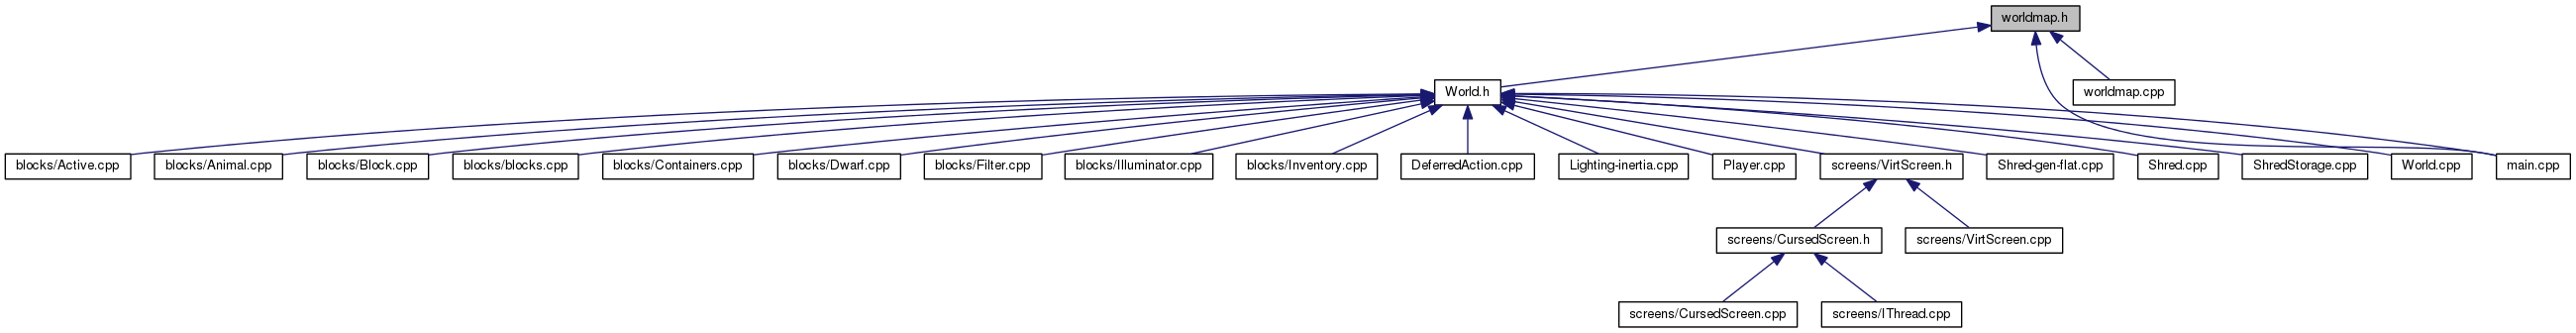 worldmap.h
World.h
worldmap.cpp
blocks/Active.cpp
blocks/Animal.cpp
blocks/Block.cpp
blocks/blocks.cpp
blocks/Containers.cpp
blocks/Dwarf.cpp
blocks/Filter.cpp
blocks/Illuminator.cpp
blocks/Inventory.cpp
DeferredAction.cpp
Lighting-inertia.cpp
Player.cpp
screens/VirtScreen.h
Shred-gen-flat.cpp
Shred.cpp
ShredStorage.cpp
World.cpp
main.cpp
screens/CursedScreen.h
screens/VirtScreen.cpp
screens/CursedScreen.cpp
screens/IThread.cpp